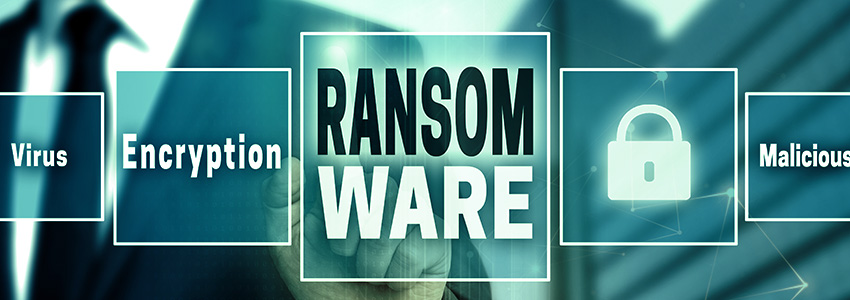 Virus
Encryption
RANSOM
WARE
Malicious